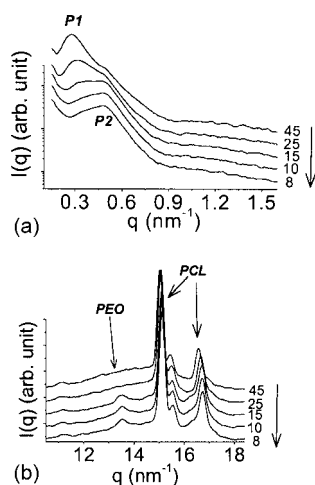 P1
P2
I(q) (arb. unit)
45
25
15
10
8
0.3 0.6 0.9 1.2 1.5
(a) q (nm⁻¹)
PCL
PEO
I(q) (arb. unit)
45
25
15
10
8
12 14 16 18
(b) q (nm⁻¹)